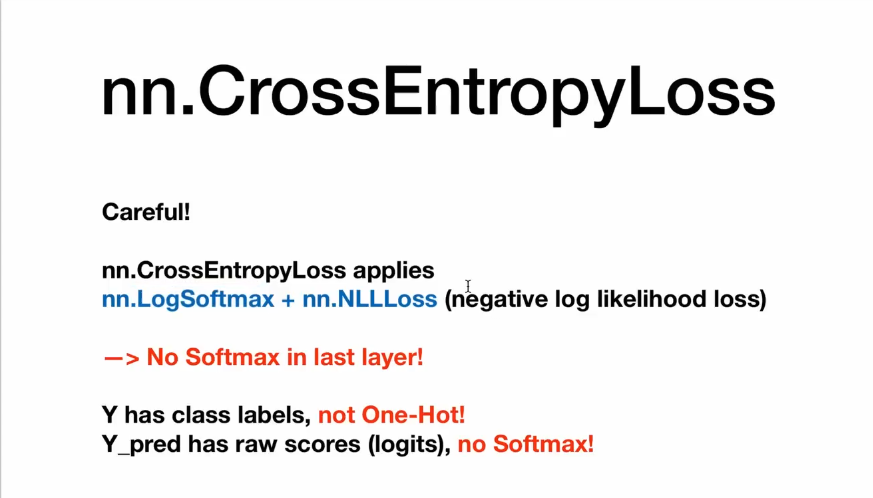 nn.CrossEntropyLoss
Careful!
nn.CrossEntropyLoss applies
nn.LogSoftmax + nn.NLLLoss (negative log likelihood loss)
—> No Softmax in last layer!
Y has class labels, not One-Hot!
Y_pred has raw scores (logits), no Softmax!